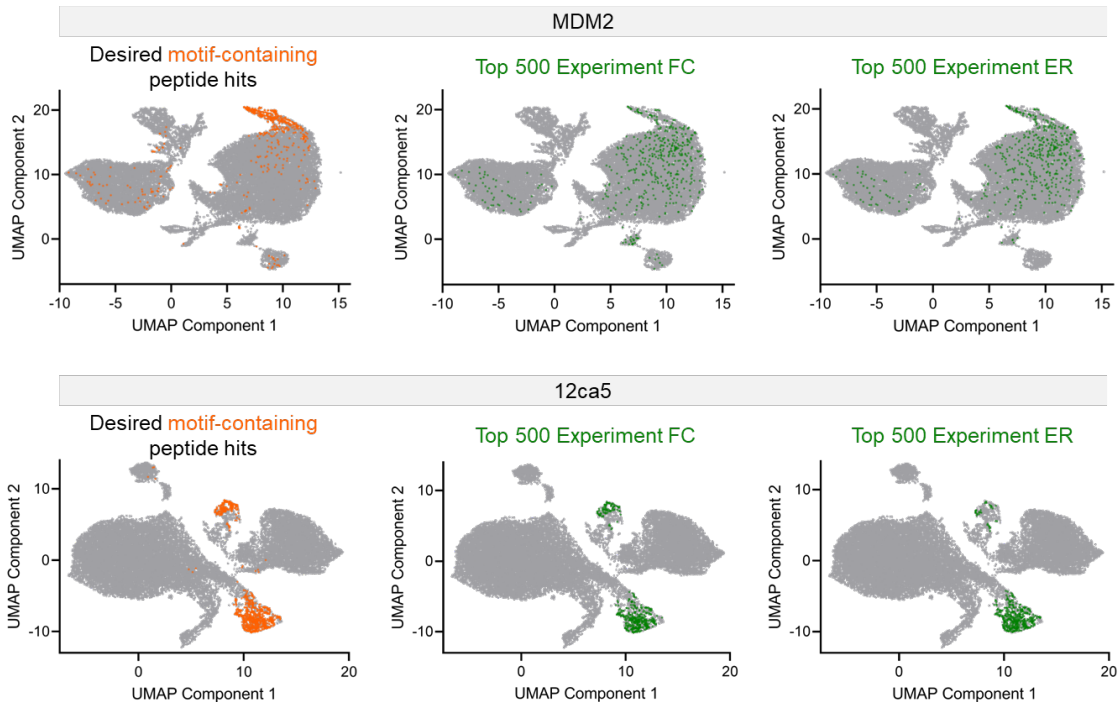 MDM2
Desired motif-containing
peptide hits
Top 500 Experiment FC
Top 500 Experiment ER
UMAP Component 2
20
10
0
-10
-5
0
5
10
15
UMAP Component 1
UMAP Component 2
20
10
0
-10
-5
0
5
10
15
UMAP Component 1
UMAP Component 2
20
10
0
-10
-5
0
5
10
15
UMAP Component 1
12ca5
Desired motif-containing
peptide hits
Top 500 Experiment FC
Top 500 Experiment ER
UMAP Component 2
10
0
-10
0
10
20
UMAP Component 1
UMAP Component 2
10
0
-10
0
10
20
UMAP Component 1
UMAP Component 2
10
0
-10
0
10
20
UMAP Component 1